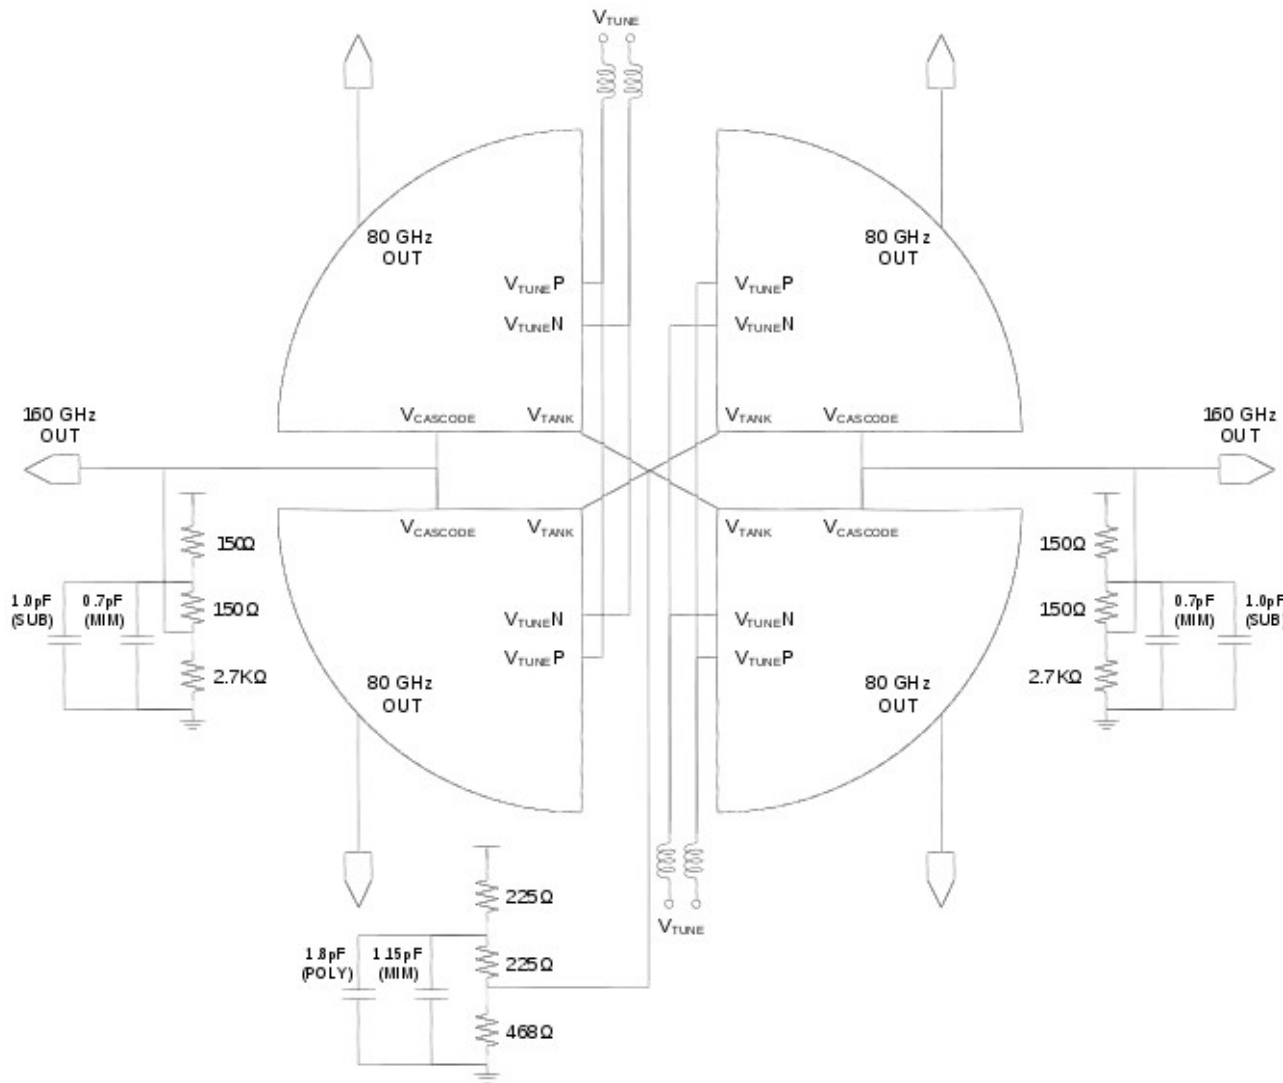 VTUNE
80 GHz
OUT
80 GHz
OUT
VTUNEP
VTUNEP
VTUNEN
VTUNEN
160 GHz
OUT
VCASCODE
VTANK
VTANK
VCASCODE
160 GHz
OUT
VCASCODE
VTANK
VTANK
VCASCODE
150Ω
150Ω
1.0pF
(SUB)
0.7pF
(MIM)
150Ω
150Ω
0.7pF
(MIM)
1.0pF
(SUB)
VTUNEN
VTUNEN
VTUNEP
VTUNEP
2.7KΩ
80 GHz
OUT
80 GHz
OUT
2.7KΩ
225Ω
VTUNE
1.8pF
(POLY)
1.15pF
(MIM)
225Ω
468Ω